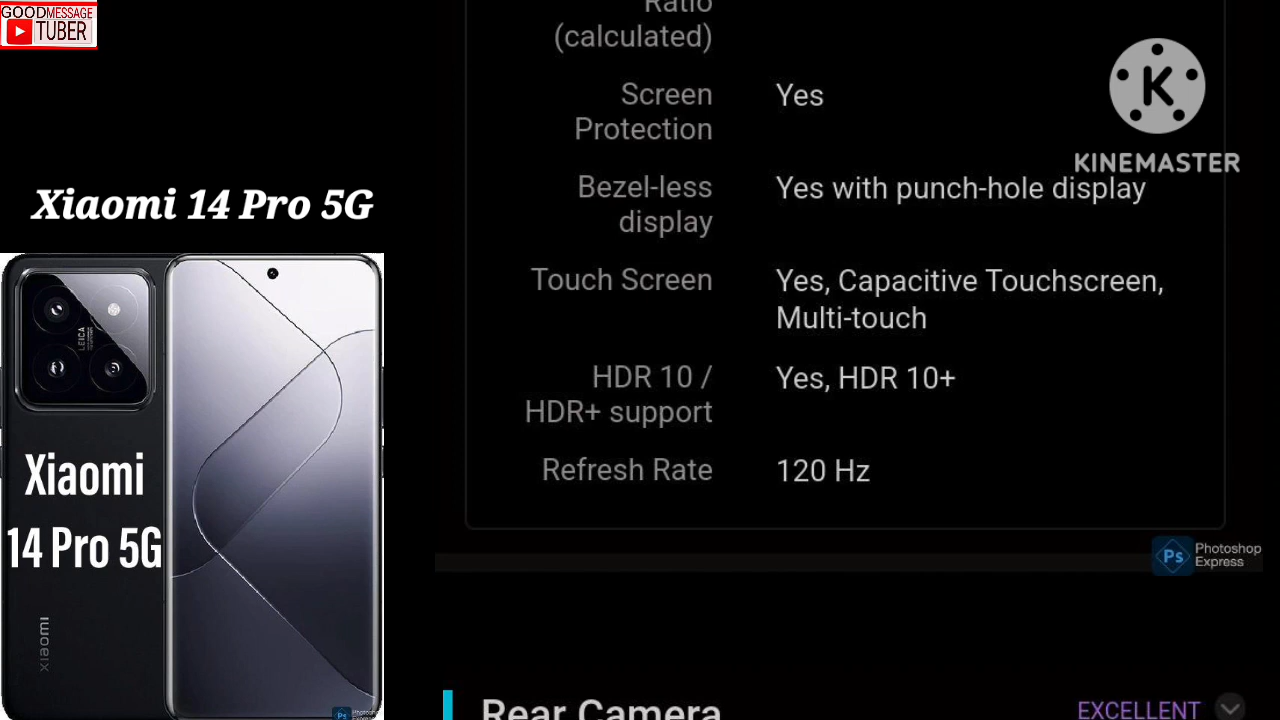 GOODMESSAGE
TUBER
Xiaomi 14 Pro 5G
LEICA
Xiaomi
14 Pro 5G
xiaomi
Ps
Ratio
(calculated)
Screen
Protection
Yes
Bezel-less
display
Yes with punch-hole display
Touch Screen
Yes, Capacitive Touchscreen,
Multi-touch
HDR 10 /
HDR+ support
Yes, HDR 10+
Refresh Rate
120 Hz
K
KINEMASTER
Ps
Photoshop
Express
Rear Camera
EXCELLENT